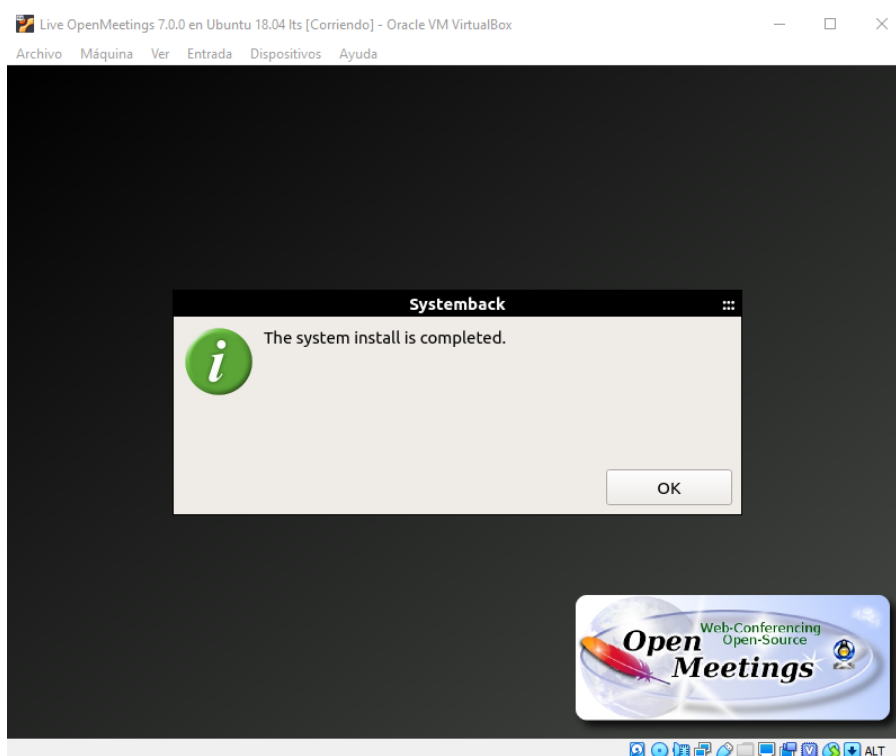 Live OpenMeetings 7.0.0 en Ubuntu 18.04 lts [Corriendo] - Oracle VM VirtualBox
Archivo Máquina Ver Entrada Dispositivos Ayuda
Systemback
The system install is completed.
OK
Web-Conferencing
Open-Source
Open
Meetings
ALT